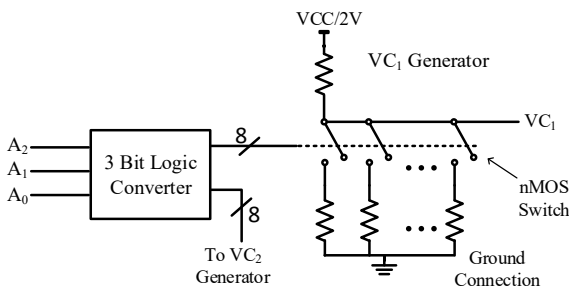 VCC/2V
VC₁ Generator
8
VC₁
A₂
A₁
A₀
3 Bit Logic
Converter
nMOS
Switch
8
To VC₂
Generator
Ground
Connection